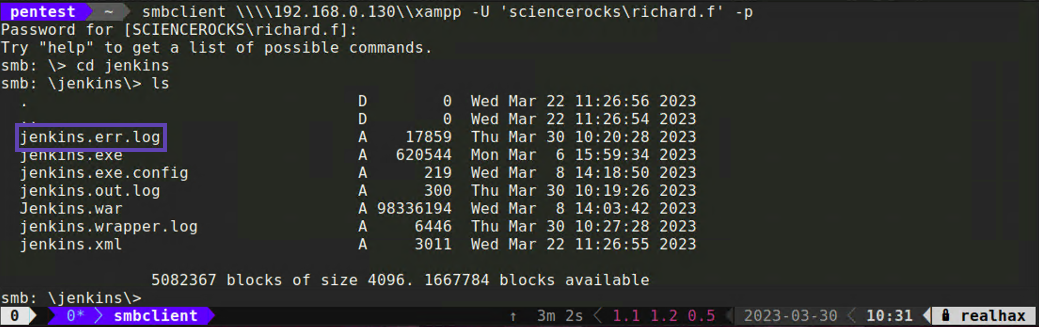 pentest ~ smbclient \\\\192.168.0.130\\xampp -U 'sciencerocks\richard.f' -p
Password for [SCIENCEROCKS\richard.f]:
Try "help" to get a list of possible commands.
smb: \> cd jenkins
smb: \jenkins\> ls
. D 0 Wed Mar 22 11:26:56 2023
.. D 0 Wed Mar 22 11:26:54 2023
jenkins.err.log A 17859 Thu Mar 30 10:20:28 2023
jenkins.exe A 620544 Mon Mar 6 15:59:34 2023
jenkins.exe.config A 219 Wed Mar 8 14:18:50 2023
jenkins.out.log A 300 Thu Mar 30 10:19:26 2023
Jenkins.war A 98336194 Wed Mar 8 14:03:42 2023
jenkins.wrapper.log A 6446 Thu Mar 30 10:27:28 2023
jenkins.xml A 3011 Wed Mar 22 11:26:55 2023
5082367 blocks of size 4096. 1667784 blocks available
smb: \jenkins\>
0 0* smbclient ↑ 3m 2s 1.1 1.2 0.5 2023-03-30 10:31 realhax